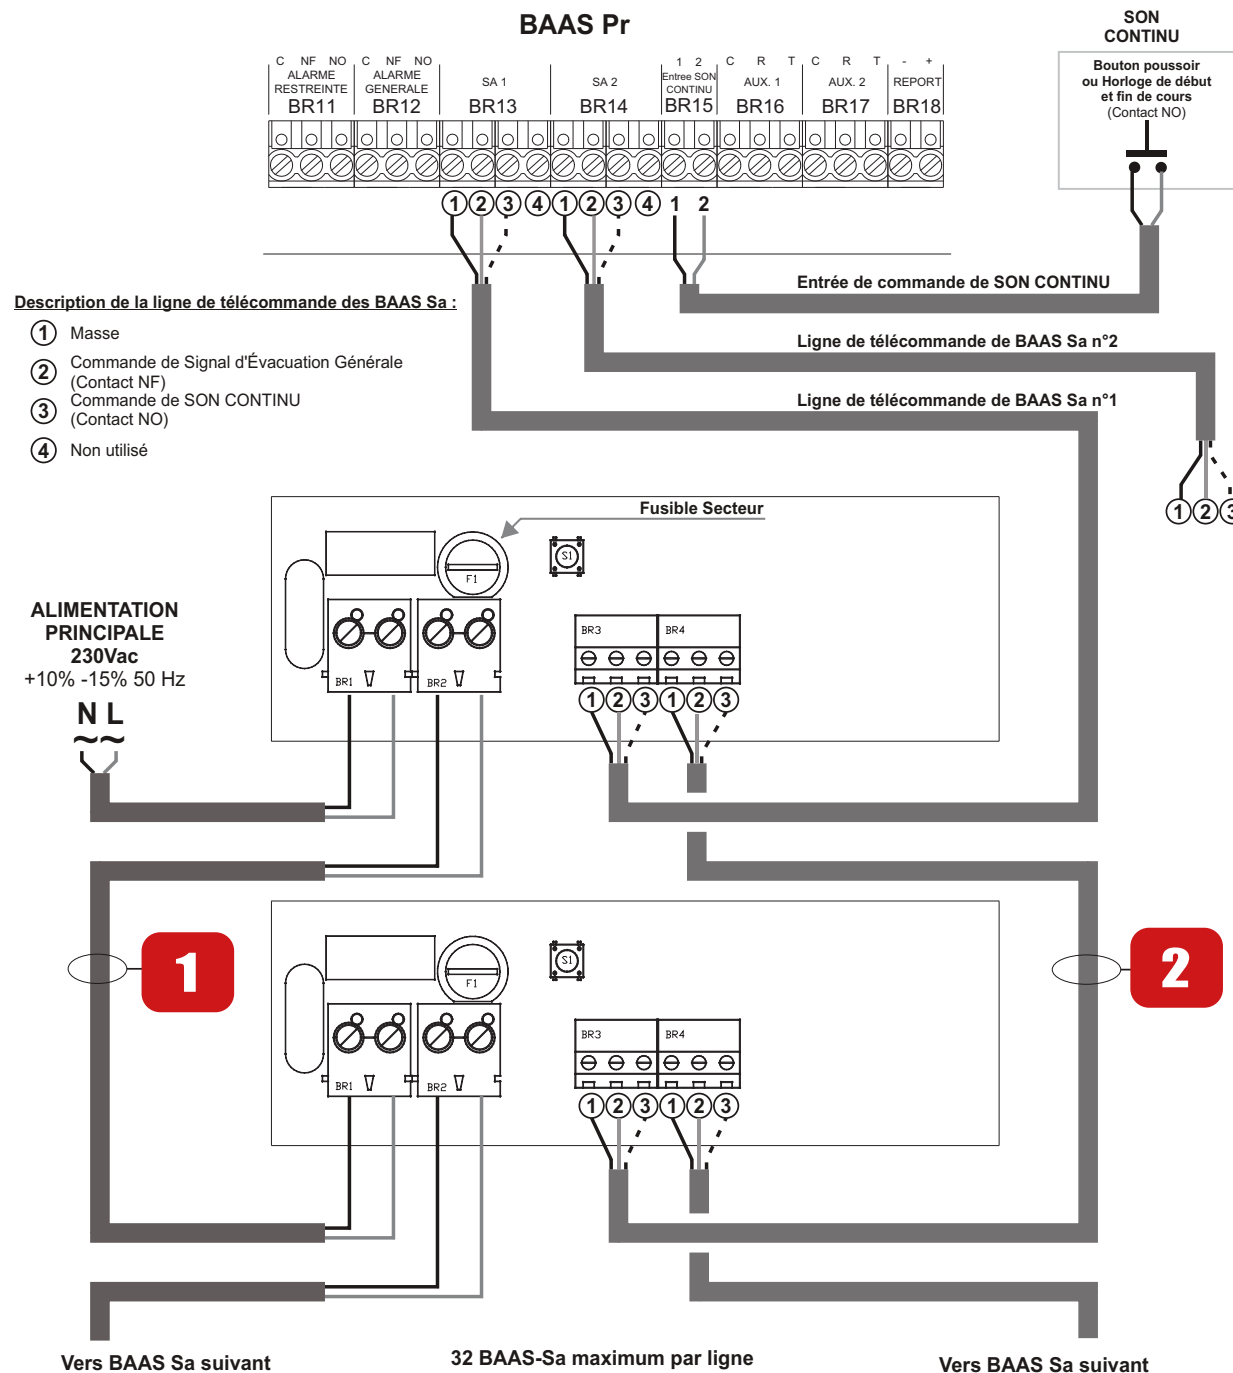 BAAS Pr
SON
CONTINU
C NF NO C NF NO 1 2 C R T C R T - +
ALARME
RESTREINTE
BR11
ALARME
GENERALE
BR12
SA 1
BR13
SA 2
BR14
Entree SON
CONTINU
BR15
AUX. 1
BR16
AUX. 2
BR17
REPORT
BR18
Bouton poussoir
ou Horloge de début
et fin de cours
(Contact NO)
1 2 3 4 1 2 3 4 1 2
Entrée de commande de SON CONTINU
Description de la ligne de télécommande des BAAS Sa :
1 Masse
2 Commande de Signal d'Évacuation Générale
(Contact NF)
3 Commande de SON CONTINU
(Contact NO)
4 Non utilisé
Ligne de télécommande de BAAS Sa n°2
Ligne de télécommande de BAAS Sa n°1
1 2 3
Fusible Secteur
F1
S1
BR1
BR2
BR3
BR4
1 2 3 1 2 3
ALIMENTATION
PRINCIPALE
230Vac
+10% -15% 50 Hz
N L
~ ~
1
2
F1
S1
BR1
BR2
BR3
BR4
1 2 3 1 2 3
Vers BAAS Sa suivant
32 BAAS-Sa maximum par ligne
Vers BAAS Sa suivant